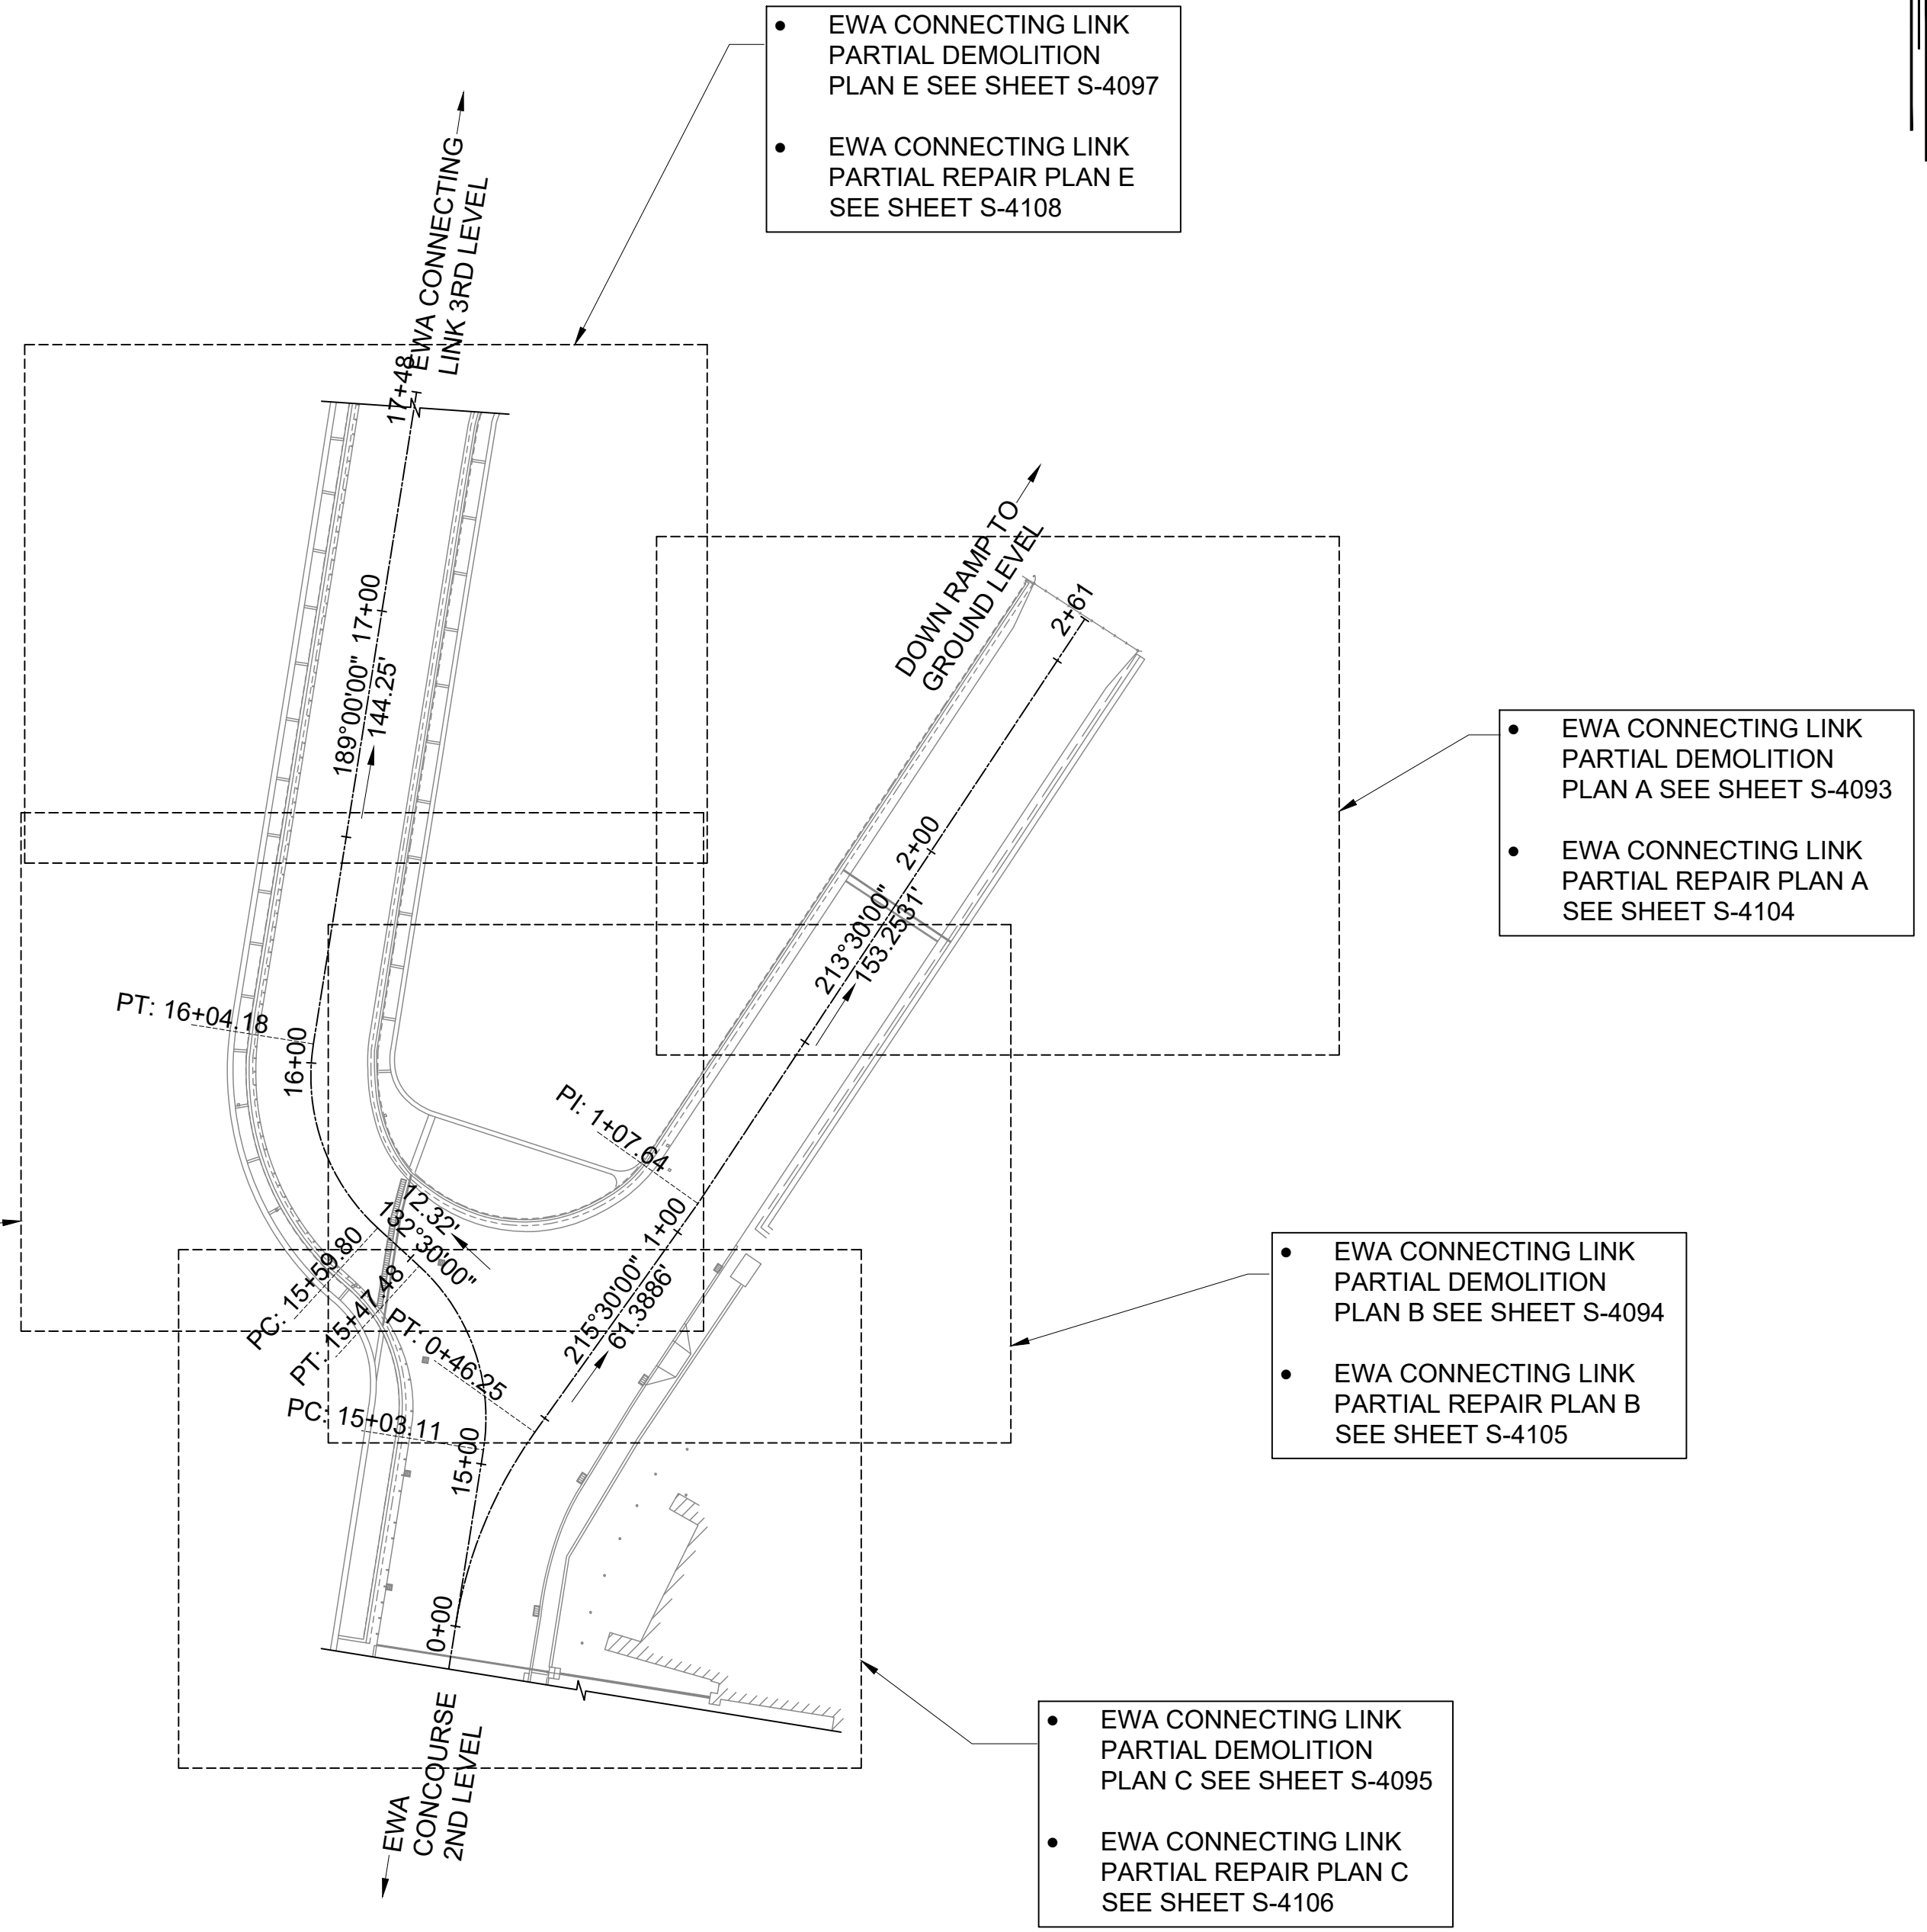 • EWA CONNECTING LINK
PARTIAL DEMOLITION
PLAN E SEE SHEET S-4097
• EWA CONNECTING LINK
PARTIAL REPAIR PLAN E
SEE SHEET S-4108
EWA CONNECTING
LINK 3RD LEVEL
17+48
DOWN RAMP TO
GROUND LEVEL
2+61
17+00
189°00'00"
144.25'
• EWA CONNECTING LINK
PARTIAL DEMOLITION
PLAN A SEE SHEET S-4093
• EWA CONNECTING LINK
PARTIAL REPAIR PLAN A
SEE SHEET S-4104
2+00
213°30'00"
153.2531'
PT: 16+04.18
16+00
PI: 1+07.64
12.32'
132°30'00"
1+00
215°30'00"
61.3886'
PC: 15+59.80
PT: 15+47.48
PT: 0+46.25
PC: 15+03.11
15+00
• EWA CONNECTING LINK
PARTIAL DEMOLITION
PLAN B SEE SHEET S-4094
• EWA CONNECTING LINK
PARTIAL REPAIR PLAN B
SEE SHEET S-4105
0+00
EWA
CONCOURSE
2ND LEVEL
• EWA CONNECTING LINK
PARTIAL DEMOLITION
PLAN C SEE SHEET S-4095
• EWA CONNECTING LINK
PARTIAL REPAIR PLAN C
SEE SHEET S-4106